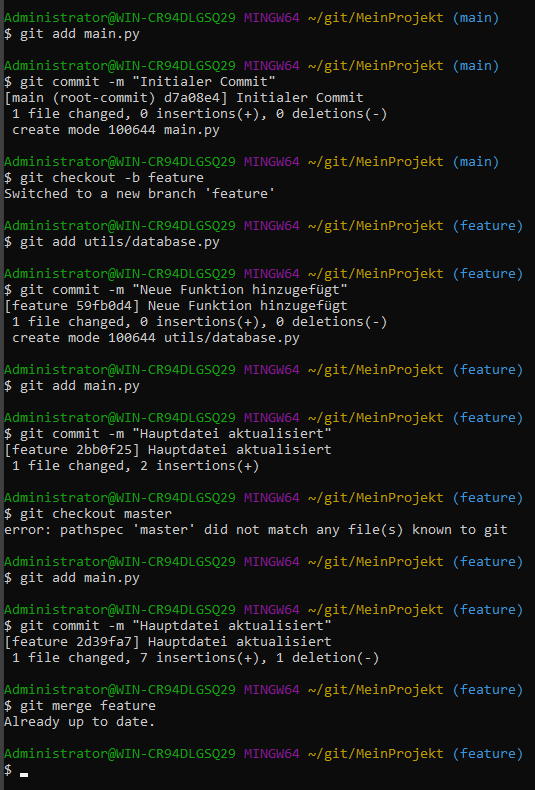 Administrator@WIN-CR94DLGSQ29 MINGW64 ~/git/MeinProjekt (main)
$ git add main.py
Administrator@WIN-CR94DLGSQ29 MINGW64 ~/git/MeinProjekt (main)
$ git commit -m "Initialer Commit"
[main (root-commit) d7a08e4] Initialer Commit
 1 file changed, 0 insertions(+), 0 deletions(-)
 create mode 100644 main.py
Administrator@WIN-CR94DLGSQ29 MINGW64 ~/git/MeinProjekt (main)
$ git checkout -b feature
Switched to a new branch 'feature'
Administrator@WIN-CR94DLGSQ29 MINGW64 ~/git/MeinProjekt (feature)
$ git add utils/database.py
Administrator@WIN-CR94DLGSQ29 MINGW64 ~/git/MeinProjekt (feature)
$ git commit -m "Neue Funktion hinzugefügt"
[feature 59fb0d4] Neue Funktion hinzugefügt
 1 file changed, 0 insertions(+), 0 deletions(-)
 create mode 100644 utils/database.py
Administrator@WIN-CR94DLGSQ29 MINGW64 ~/git/MeinProjekt (feature)
$ git add main.py
Administrator@WIN-CR94DLGSQ29 MINGW64 ~/git/MeinProjekt (feature)
$ git commit -m "Hauptdatei aktualisiert"
[feature 2bb0f25] Hauptdatei aktualisiert
 1 file changed, 2 insertions(+)
Administrator@WIN-CR94DLGSQ29 MINGW64 ~/git/MeinProjekt (feature)
$ git checkout master
error: pathspec 'master' did not match any file(s) known to git
Administrator@WIN-CR94DLGSQ29 MINGW64 ~/git/MeinProjekt (feature)
$ git add main.py
Administrator@WIN-CR94DLGSQ29 MINGW64 ~/git/MeinProjekt (feature)
$ git commit -m "Hauptdatei aktualisiert"
[feature 2d39fa7] Hauptdatei aktualisiert
 1 file changed, 7 insertions(+), 1 deletion(-)
Administrator@WIN-CR94DLGSQ29 MINGW64 ~/git/MeinProjekt (feature)
$ git merge feature
Already up to date.
Administrator@WIN-CR94DLGSQ29 MINGW64 ~/git/MeinProjekt (feature)
$